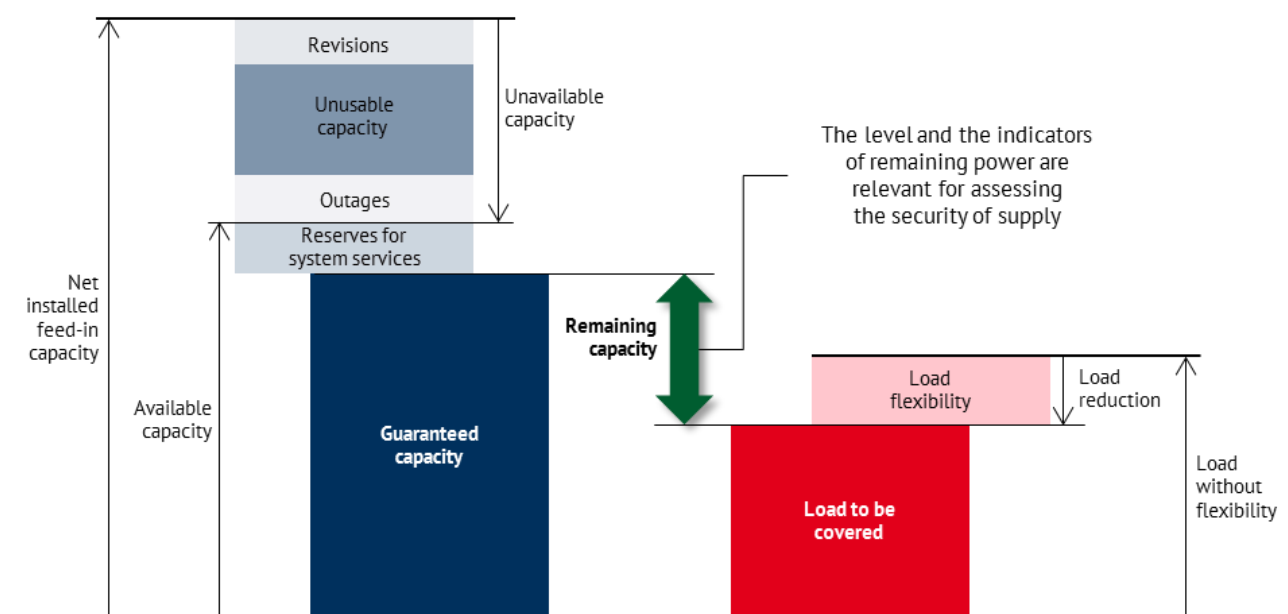 Revisions
Unusable
capacity
Unavailable
capacity
Outages
Reserves for
system services
The level and the indicators
of remaining power are
relevant for assessing
the security of supply
Net
installed
feed-in
capacity
Available
capacity
Guaranteed
capacity
Remaining
capacity
Load
flexibility
Load
reduction
Load to be
covered
Load
without
flexibility